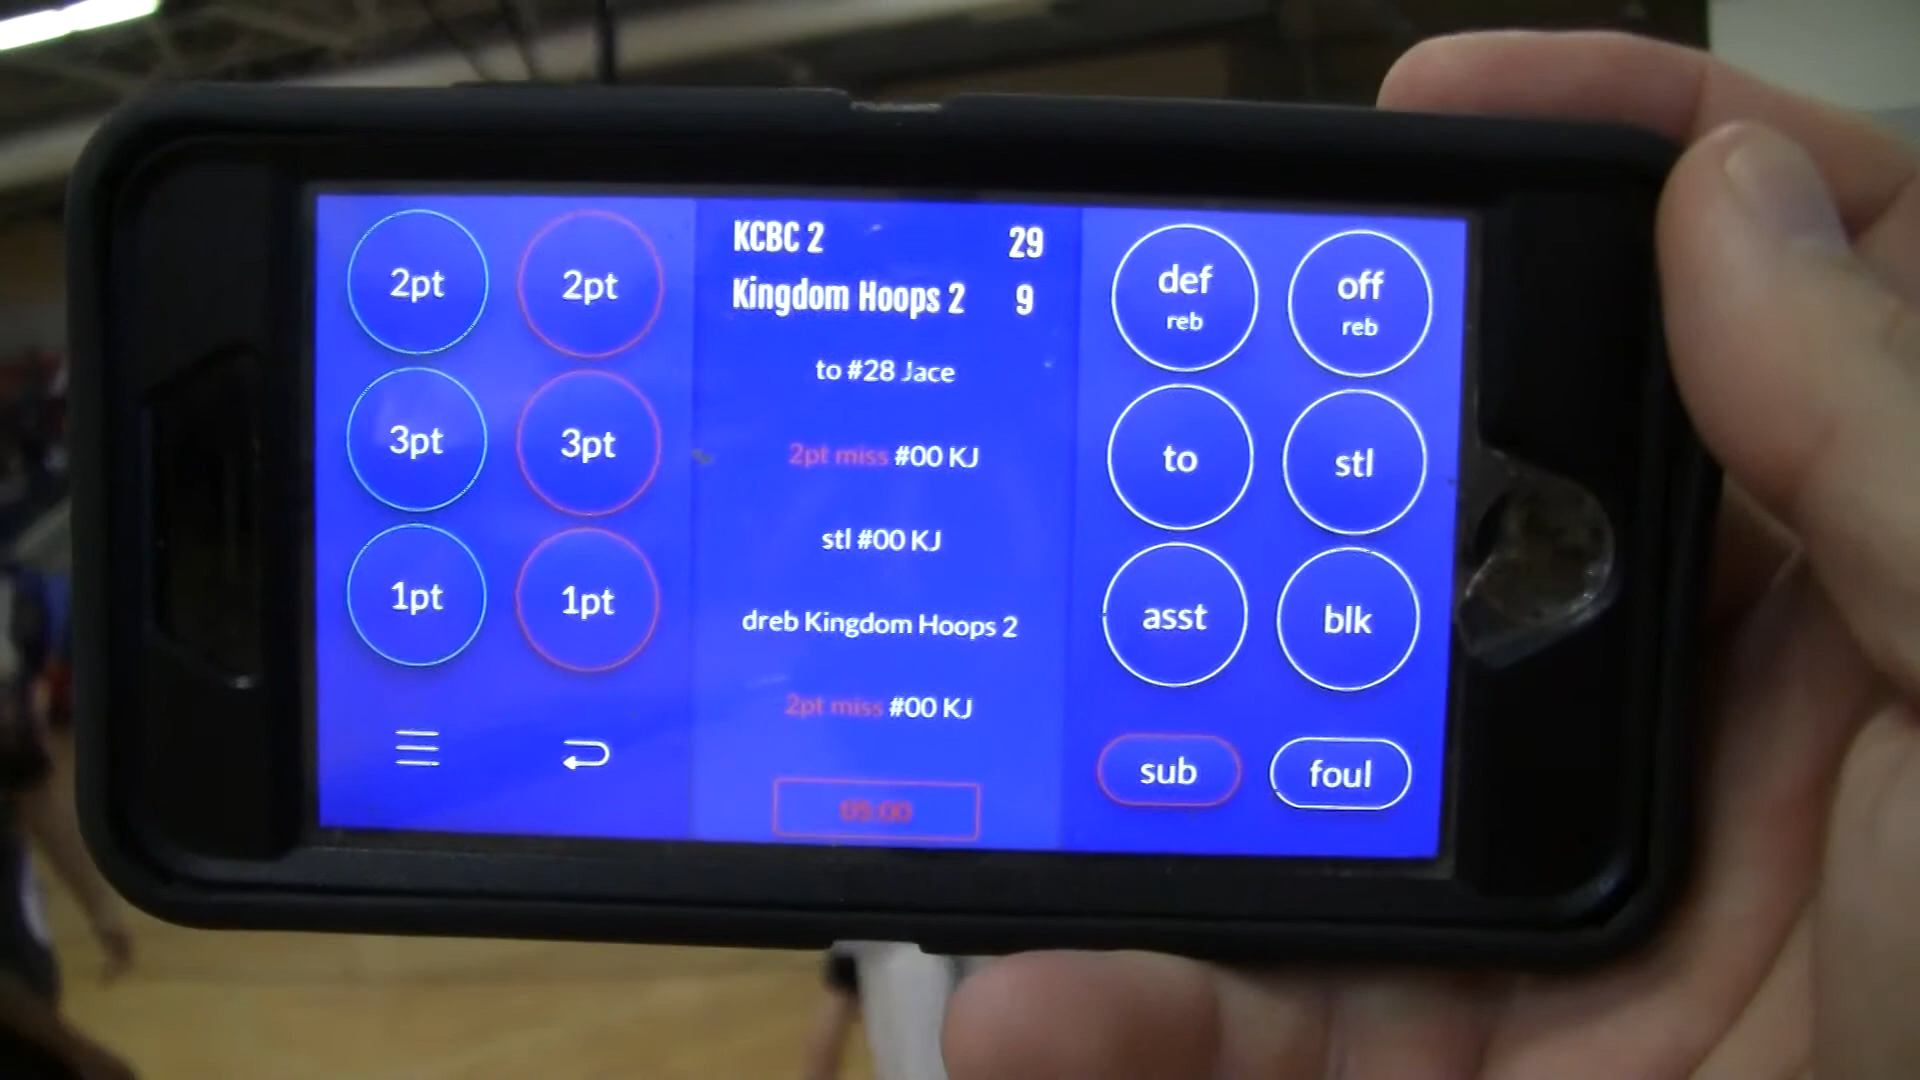 2pt
2pt
3pt
3pt
1pt
1pt
KCBC 2 29
Kingdom Hoops 2 9
to #28 Jace
2pt miss #00 KJ
stl #00 KJ
dreb Kingdom Hoops 2
2pt miss #00 KJ
05:00
def
reb
off
reb
to
stl
asst
blk
sub
foul